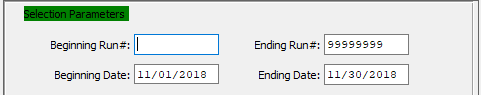 Selection Parameters
Beginning Run#: Ending Run#: 99999999
Beginning Date: 11/01/2018 Ending Date: 11/30/2018